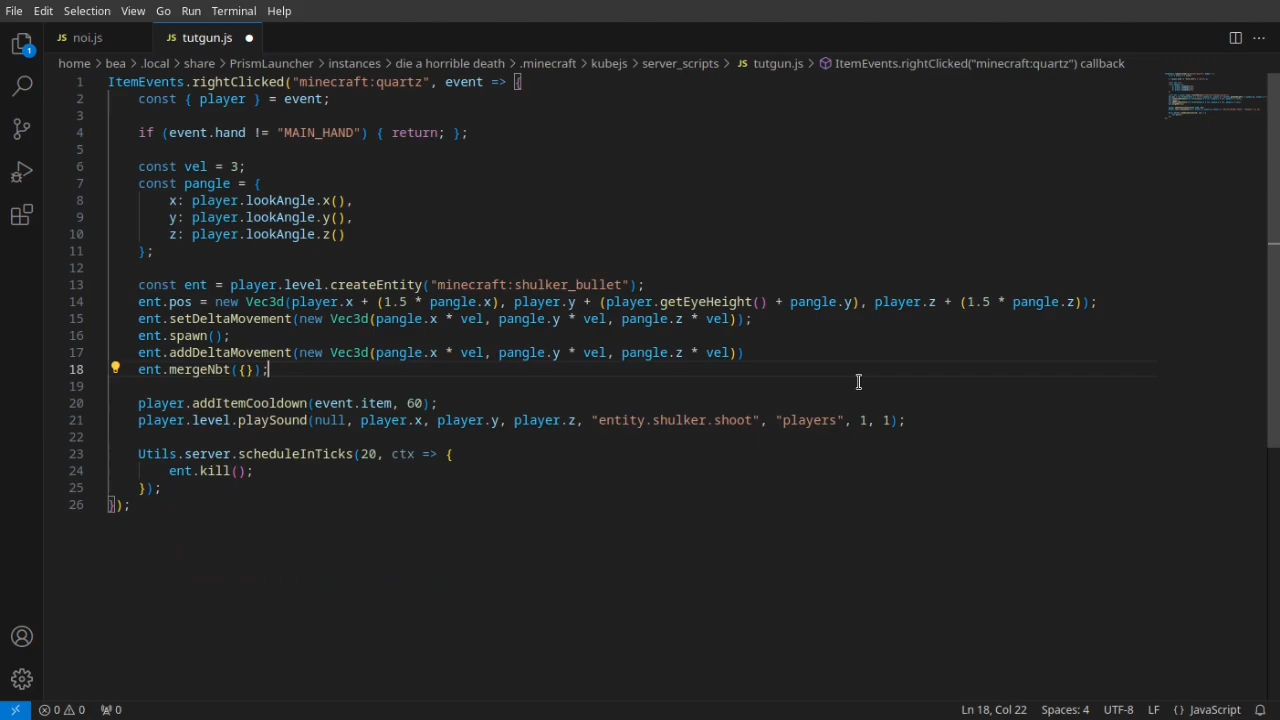 File Edit Selection View Go Run Terminal Help
noi.js tutgun.js
home > bea > .local > share > PrismLauncher > instances > die a horrible death > .minecraft > kubejs > server_scripts > tutgun.js > ItemEvents.rightClicked("minecraft:quartz") callback
1 ItemEvents.rightClicked("minecraft:quartz", event => {
2 const { player } = event;
3
4 if (event.hand != "MAIN_HAND") { return; };
5
6 const vel = 3;
7 const pangle = {
8 x: player.lookAngle.x(),
9 y: player.lookAngle.y(),
10 z: player.lookAngle.z()
11 };
12
13 const ent = player.level.createEntity("minecraft:shulker_bullet");
14 ent.pos = new Vec3d(player.x + (1.5 * pangle.x), player.y + (player.getEyeHeight() + pangle.y), player.z + (1.5 * pangle.z));
15 ent.setDeltaMovement(new Vec3d(pangle.x * vel, pangle.y * vel, pangle.z * vel));
16 ent.spawn();
17 ent.addDeltaMovement(new Vec3d(pangle.x * vel, pangle.y * vel, pangle.z * vel))
18 ent.mergeNbt({});
19
20 player.addItemCooldown(event.item, 60);
21 player.level.playSound(null, player.x, player.y, player.z, "entity.shulker.shoot", "players", 1, 1);
22
23 Utils.server.scheduleInTicks(20, ctx => {
24 ent.kill();
25 });
26 });
1
0 0 0 Ln 18, Col 22 Spaces: 4 UTF-8 LF {} JavaScript